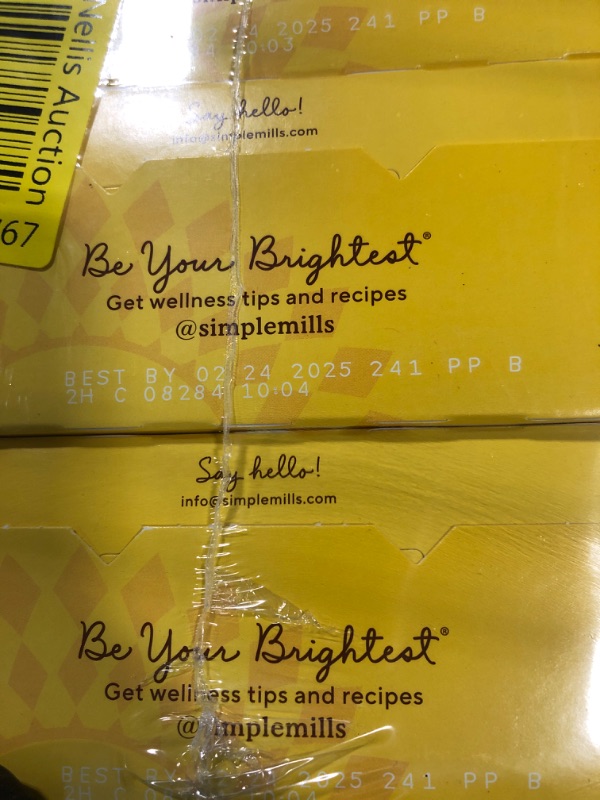 Nellis Auction
67
2025 241 PP B
10:03
Say hello!
info@simplemills.com
Be Your Brightest®
Get wellness tips and recipes
@simplemills
BEST BY 02 24 2025 241 PP B
2H C 08284 10:04
Say hello!
info@simplemills.com
Be Your Brightest®
Get wellness tips and recipes
@simplemills
BEST BY 2025 241 PP B
2H C